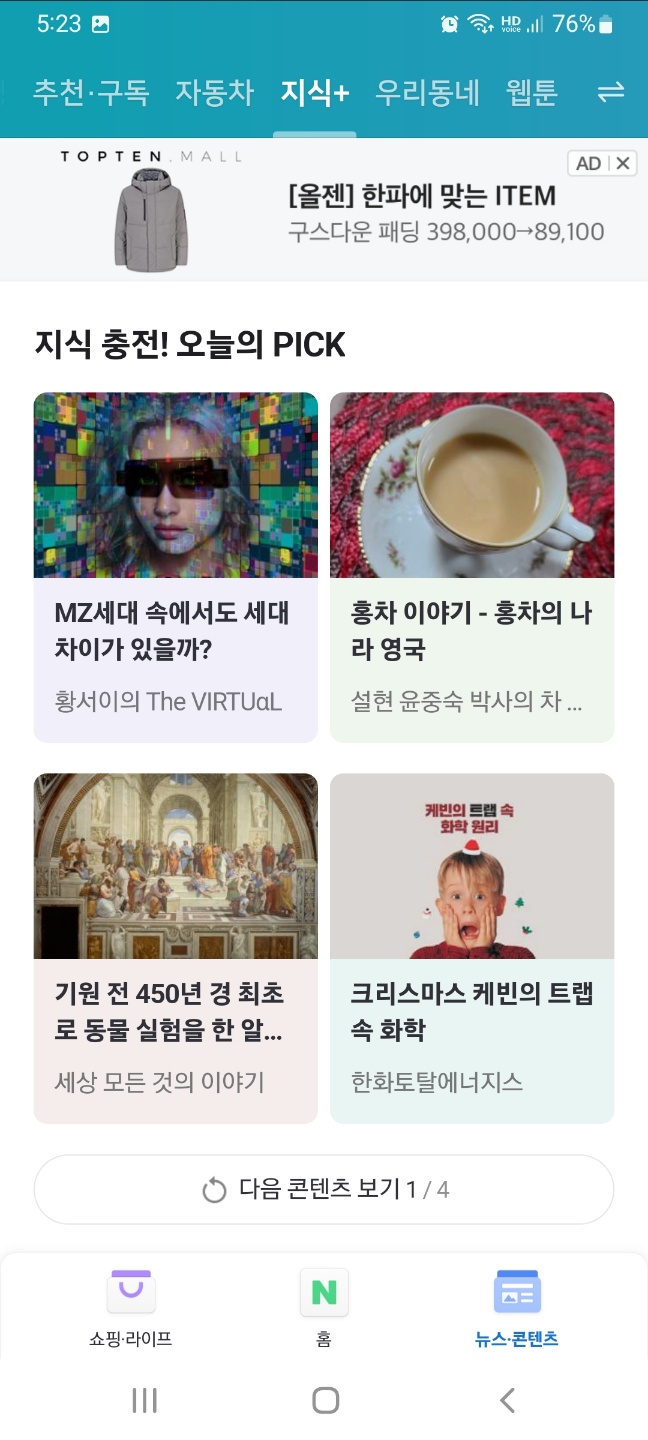 5:23 HD voice 76%
추천·구독 자동차 지식+ 우리동네 웹툰
TOPTEN.MALL
AD
[올젠] 한파에 맞는 ITEM
구스다운 패딩 398,000→89,100
지식 충전! 오늘의 PICK
MZ세대 속에서도 세대
차이가 있을까?
황서이의 The VIRTUαL
홍차 이야기 - 홍차의 나
라 영국
설현 윤중숙 박사의 차 ...
케빈의 트랩 속
화학 원리
기원 전 450년 경 최초
로 동물 실험을 한 알...
세상 모든 것의 이야기
크리스마스 케빈의 트랩
속 화학
한화토탈에너지스
다음 콘텐츠 보기 1 / 4
쇼핑·라이프
N
홈
뉴스·콘텐츠